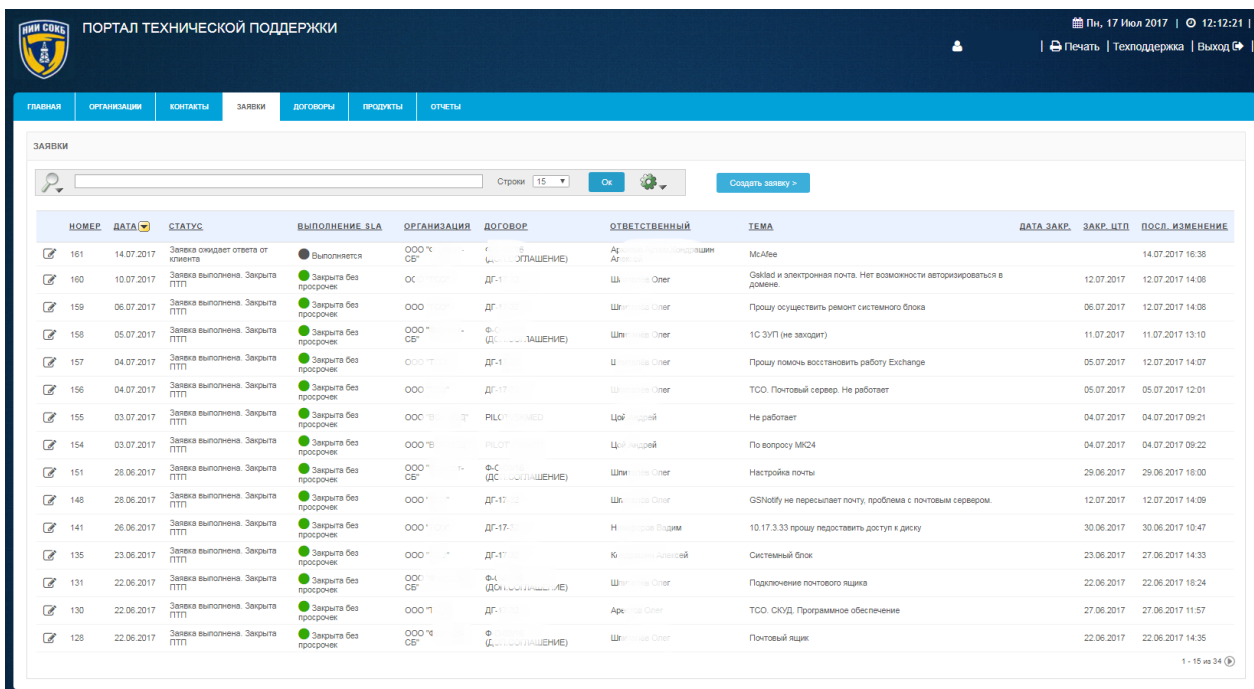 НИИ СОКБ
ПОРТАЛ ТЕХНИЧЕСКОЙ ПОДДЕРЖКИ
Пн, 17 Июл 2017 | 12:12:21 |
| Печать | Техподдержка | Выход |
ГЛАВНАЯ ОРГАНИЗАЦИИ КОНТАКТЫ ЗАЯВКИ ДОГОВОРЫ ПРОДУКТЫ ОТЧЕТЫ
ЗАЯВКИ
Строки 15 Ок Создать заявку >
НОМЕР ДАТА СТАТУС ВЫПОЛНЕНИЕ SLA ОРГАНИЗАЦИЯ ДОГОВОР ОТВЕТСТВЕННЫЙ ТЕМА ДАТА ЗАКР. ЗАКР. ЦТП ПОСЛ. ИЗМЕНЕНИЕ
161 14.07.2017 Заявка ожидает ответа от клиента Выполняется ООО СБ" McAfee 14.07.2017 16:38
160 10.07.2017 Заявка выполнена. Закрыта ПТП Закрыта без просрочек Олег Gsklad и электронная почта. Нет возможности авторизироваться в домене. 12.07.2017 12.07.2017 14:08
159 06.07.2017 Заявка выполнена. Закрыта ПТП Закрыта без просрочек ООО Олег Прошу осуществить ремонт системного блока 06.07.2017 12.07.2017 14:08
158 05.07.2017 Заявка выполнена. Закрыта ПТП Закрыта без просрочек ООО СБ" Олег 1С ЗУП (не заходит) 11.07.2017 11.07.2017 13:10
157 04.07.2017 Заявка выполнена. Закрыта ПТП Закрыта без просрочек ООО ДГ-1 Олег Прошу помочь восстановить работу Exchange 05.07.2017 12.07.2017 14:07
156 04.07.2017 Заявка выполнена. Закрыта ПТП Закрыта без просрочек ООО ДГ-17- Олег ТСО. Почтовый сервер. Не работает 05.07.2017 05.07.2017 12:01
155 03.07.2017 Заявка выполнена. Закрыта ПТП Закрыта без просрочек ООО Цой Не работает 04.07.2017 04.07.2017 09:21
154 03.07.2017 Заявка выполнена. Закрыта ПТП Закрыта без просрочек ООО "В PILOT По вопросу МК24 04.07.2017 04.07.2017 09:22
151 28.06.2017 Заявка выполнена. Закрыта ПТП Закрыта без просрочек ООО СБ" Олег Настройка почты 29.06.2017 29.06.2017 18:00
148 28.06.2017 Заявка выполнена. Закрыта ПТП Закрыта без просрочек ООО ДГ-17 Олег GSNotify не пересылает почту, проблема с почтовым сервером. 12.07.2017 12.07.2017 14:09
141 26.06.2017 Заявка выполнена. Закрыта ПТП Закрыта без просрочек ООО ДГ-17- Вадим 10.17.3.33 прошу педоставить доступ к диску 30.06.2017 30.06.2017 10:47
135 23.06.2017 Заявка выполнена. Закрыта ПТП Закрыта без просрочек ООО ДГ-17 Алексей Системный блок 23.06.2017 27.06.2017 14:33
131 22.06.2017 Заявка выполнена. Закрыта ПТП Закрыта без просрочек СБ" Олег Подключение почтового ящика 22.06.2017 22.06.2017 18:24
130 22.06.2017 Заявка выполнена. Закрыта ПТП Закрыта без просрочек ООО Олег ТСО. СКУД. Программное обеспечение 27.06.2017 27.06.2017 11:57
128 22.06.2017 Заявка выполнена. Закрыта ПТП Закрыта без просрочек ООО СБ" Олег Почтовый ящик 22.06.2017 22.06.2017 14:35
1 - 15 из 34